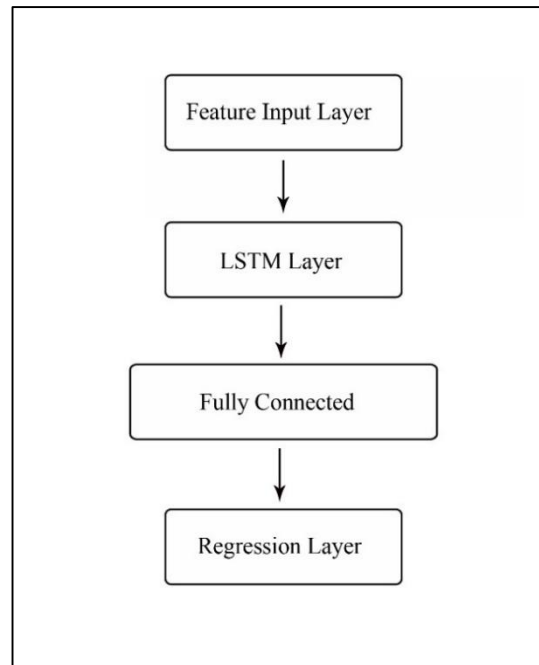 Feature Input Layer
LSTM Layer
Fully Connected
Regression Layer